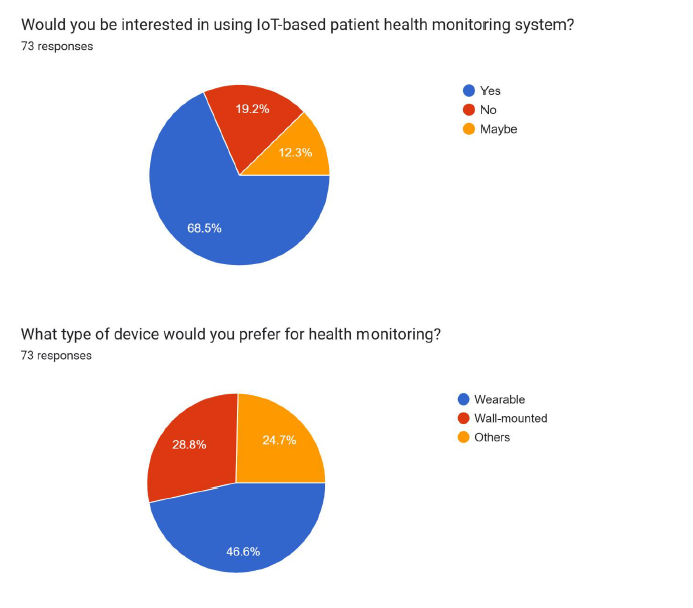 Would you be interested in using IoT-based patient health monitoring system?
73 responses
Yes
No
Maybe
19.2%
12.3%
68.5%
What type of device would you prefer for health monitoring?
73 responses
Wearable
Wall-mounted
Others
28.8%
24.7%
46.6%